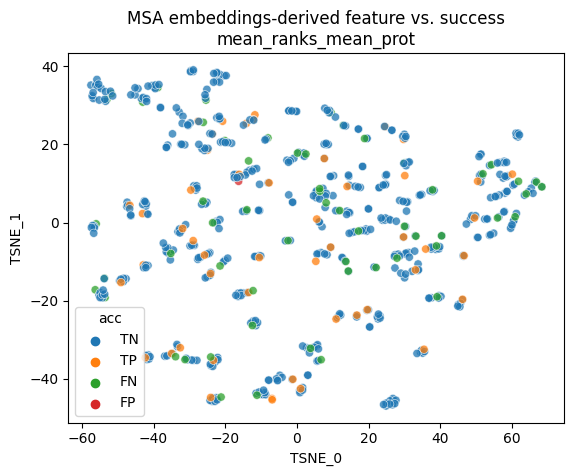 MSA embeddings-derived feature vs. success
mean_ranks_mean_prot
40
20
0
−20
−40
TSNE_1
acc
TN
TP
FN
FP
−60
−40
−20
0
20
40
60
TSNE_0